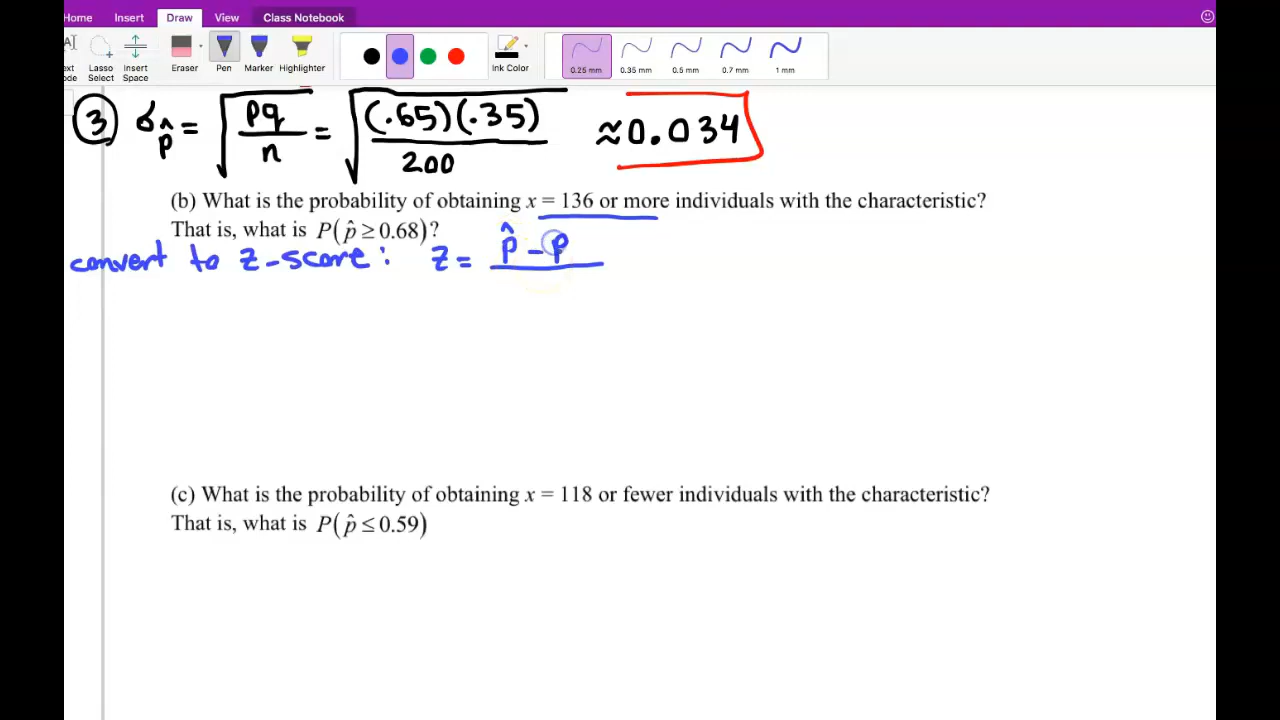 Home Insert Draw View Class Notebook
ext ode Lasso Select Insert Space Eraser Pen Marker Highlighter Ink Color 0.25 mm 0.35 mm 0.5 mm 0.7 mm 1 mm
③ σp̂ = √(pq/n) = √((.65)(.35)/200) ≈ 0.034
(b) What is the probability of obtaining x = 136 or more individuals with the characteristic?
That is, what is P(p̂ ≥ 0.68)?
convert to z-score: z = p̂ - p
(c) What is the probability of obtaining x = 118 or fewer individuals with the characteristic?
That is, what is P(p̂ ≤ 0.59)